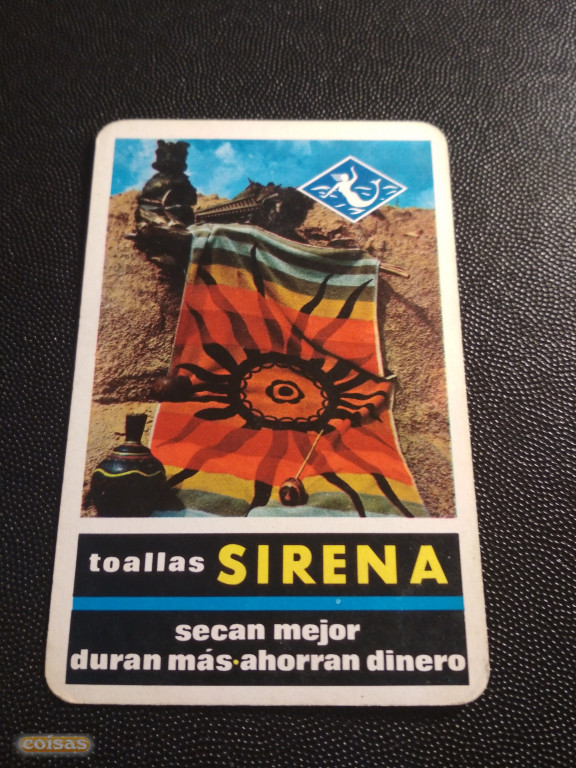 toallas SIRENA
secan mejor
duran más·ahorran dinero
coisas